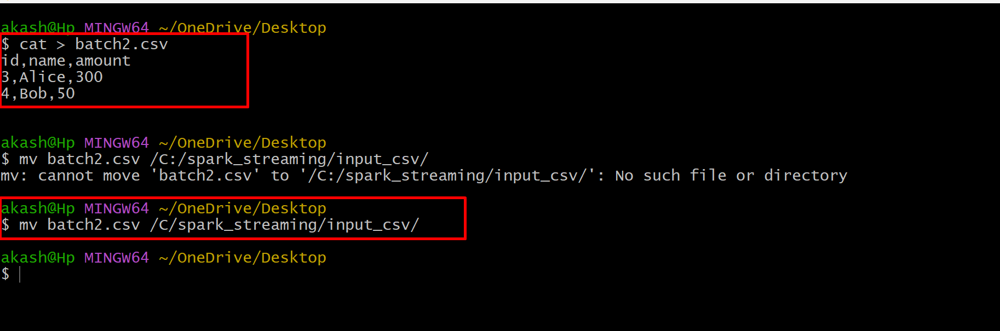 akash@Hp MINGW64 ~/OneDrive/Desktop
$ cat > batch2.csv
id,name,amount
3,Alice,300
4,Bob,50
akash@Hp MINGW64 ~/OneDrive/Desktop
$ mv batch2.csv /C:/spark_streaming/input_csv/
mv: cannot move 'batch2.csv' to '/C:/spark_streaming/input_csv/': No such file or directory
akash@Hp MINGW64 ~/OneDrive/Desktop
$ mv batch2.csv /C/spark_streaming/input_csv/
akash@Hp MINGW64 ~/OneDrive/Desktop
$